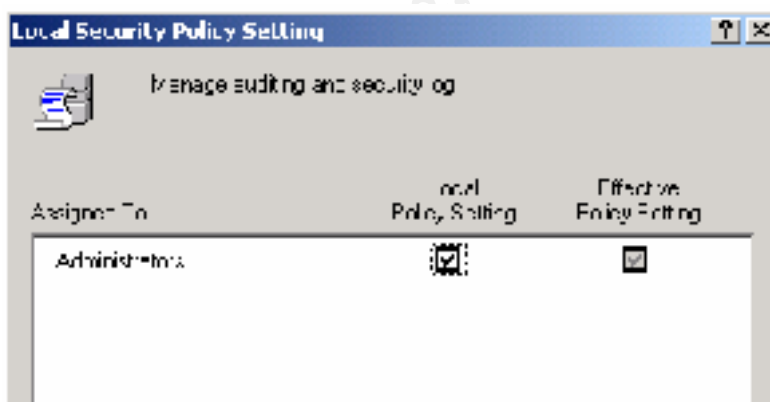 Local Security Policy Setting
Manage auditing and security log
Local Effective
Assigned To Policy Setting Policy Setting
Administrators